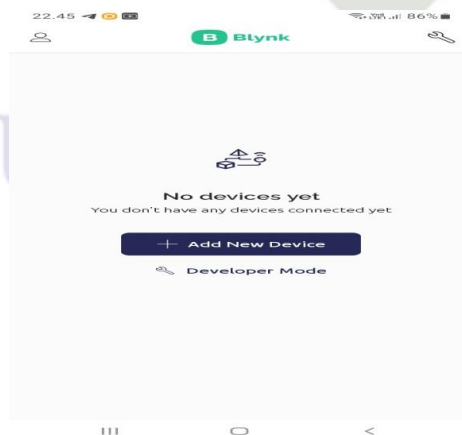 22.45 86%
B Blynk
No devices yet
You don't have any devices connected yet
+ Add New Device
Developer Mode